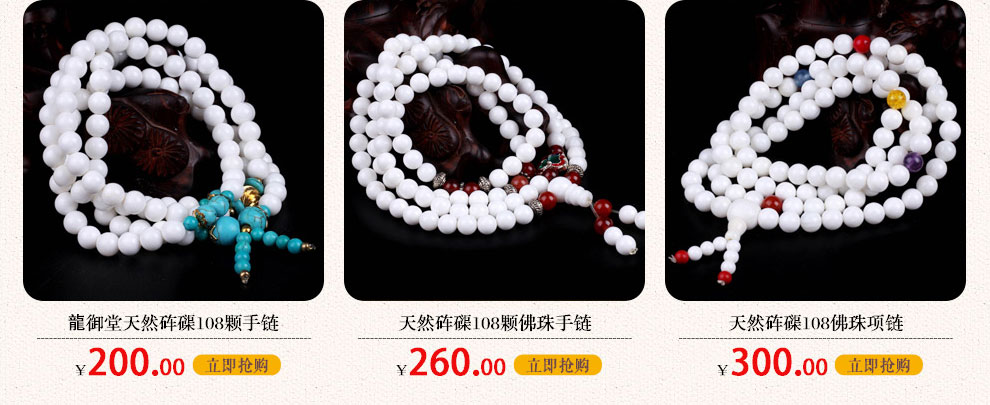 龍御堂天然砗磲108颗手链
¥200.00 立即抢购
天然砗磲108颗佛珠手链
¥260.00 立即抢购
天然砗磲108佛珠项链
¥300.00 立即抢购